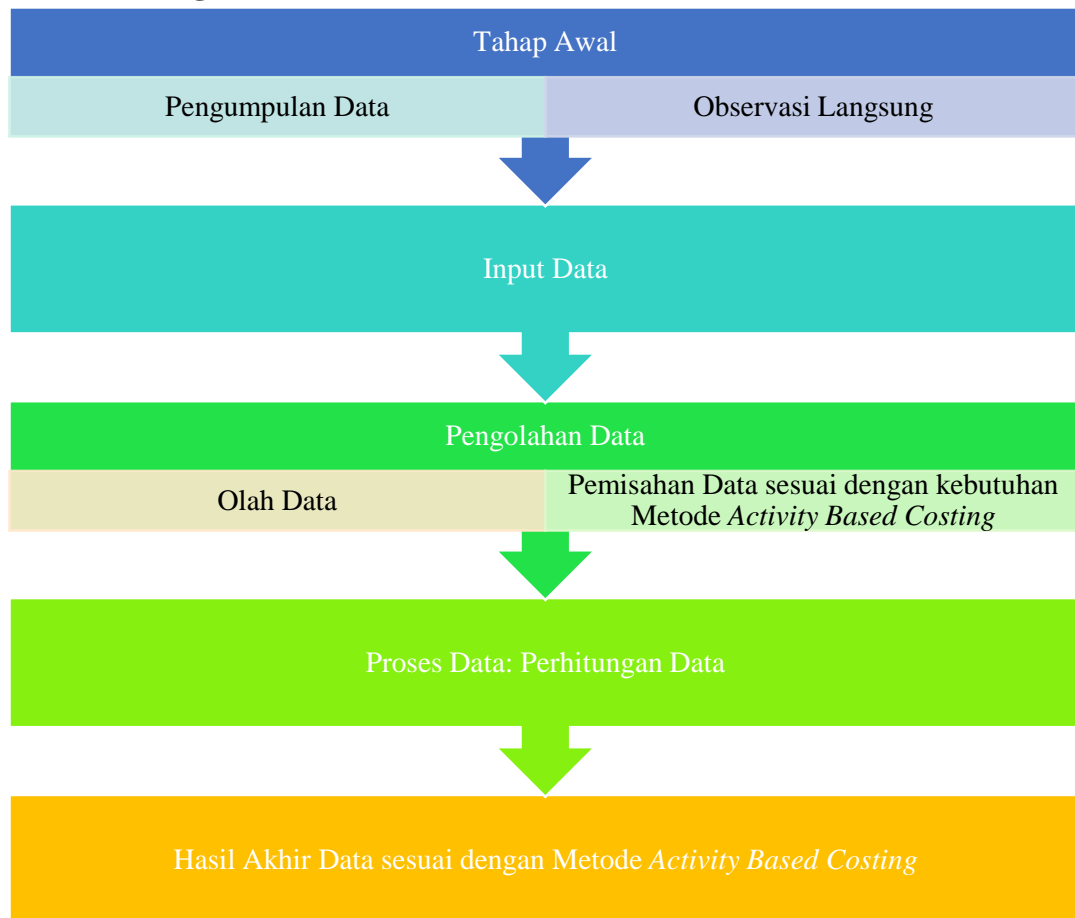 Tahap Awal
Pengumpulan Data
Observasi Langsung
Input Data
Pengolahan Data
Olah Data
Pemisahan Data sesuai dengan kebutuhan
Metode Activity Based Costing
Proses Data: Perhitungan Data
Hasil Akhir Data sesuai dengan Metode Activity Based Costing